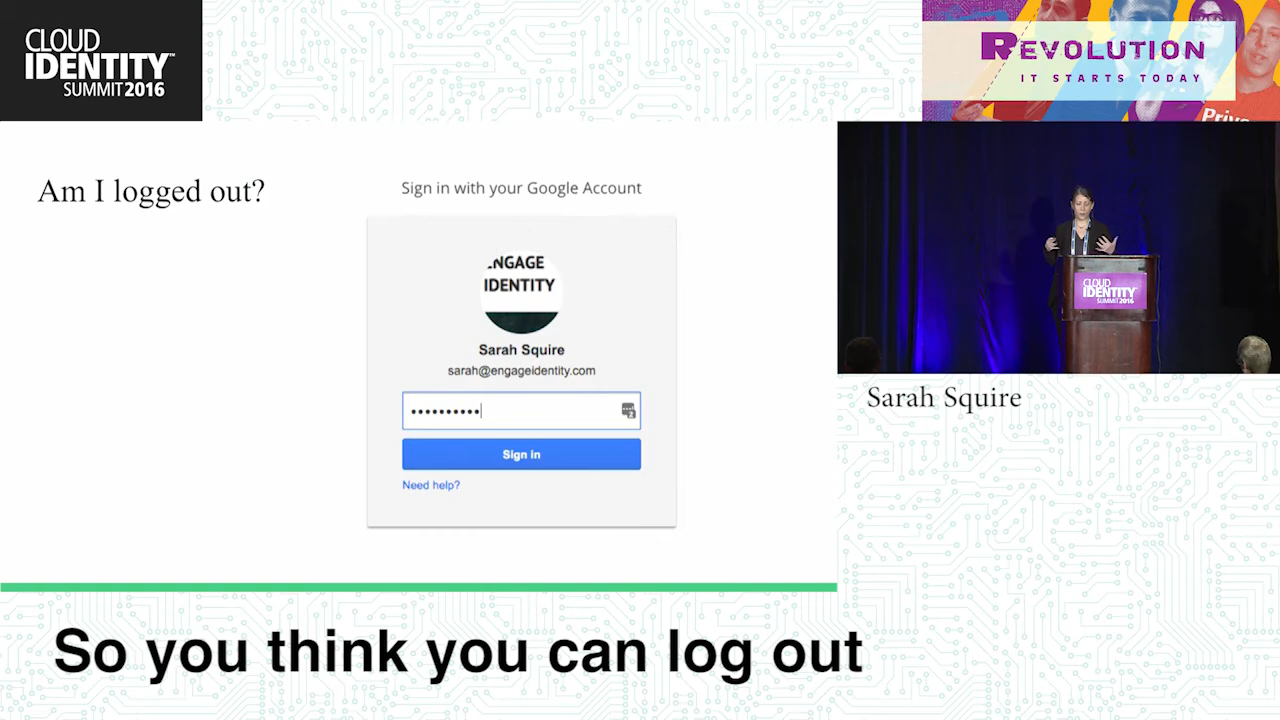 CLOUD
IDENTITY™
SUMMIT 2016
REVOLUTION
IT STARTS TODAY
Am I logged out?
Sign in with your Google Account
ENGAGE
IDENTITY
Sarah Squire
sarah@engageidentity.com
Sign in
Need help?
CLOUD
IDENTITY
SUMMIT 2016
Sarah Squire
So you think you can log out